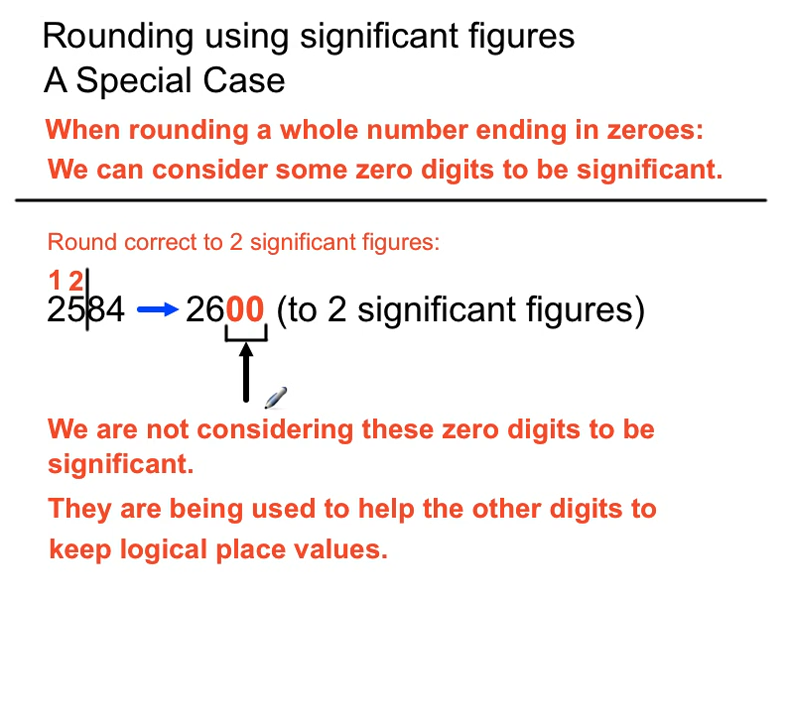 Rounding using significant figures
A Special Case
When rounding a whole number ending in zeroes:
We can consider some zero digits to be significant.
Round correct to 2 significant figures:
1 2
2584 → 2600 (to 2 significant figures)
We are not considering these zero digits to be
significant.
They are being used to help the other digits to
keep logical place values.